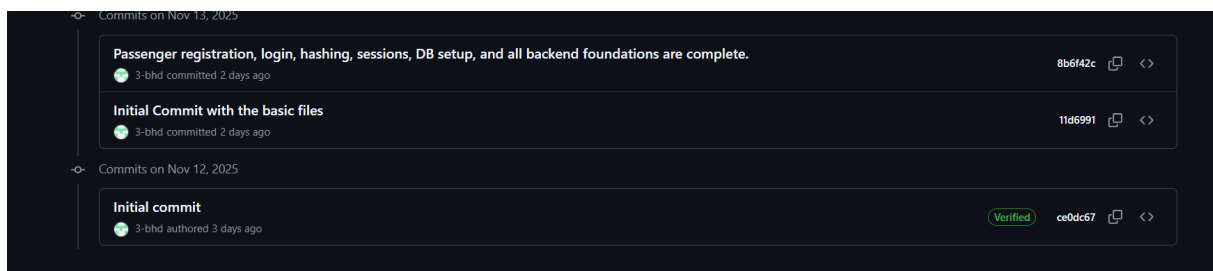 Commits on Nov 13, 2025
Passenger registration, login, hashing, sessions, DB setup, and all backend foundations are complete.
8b6f42c
3-bhd committed 2 days ago
Initial Commit with the basic files
11d6991
3-bhd committed 2 days ago
Commits on Nov 12, 2025
Initial commit
Verified ce0dc67
3-bhd authored 3 days ago